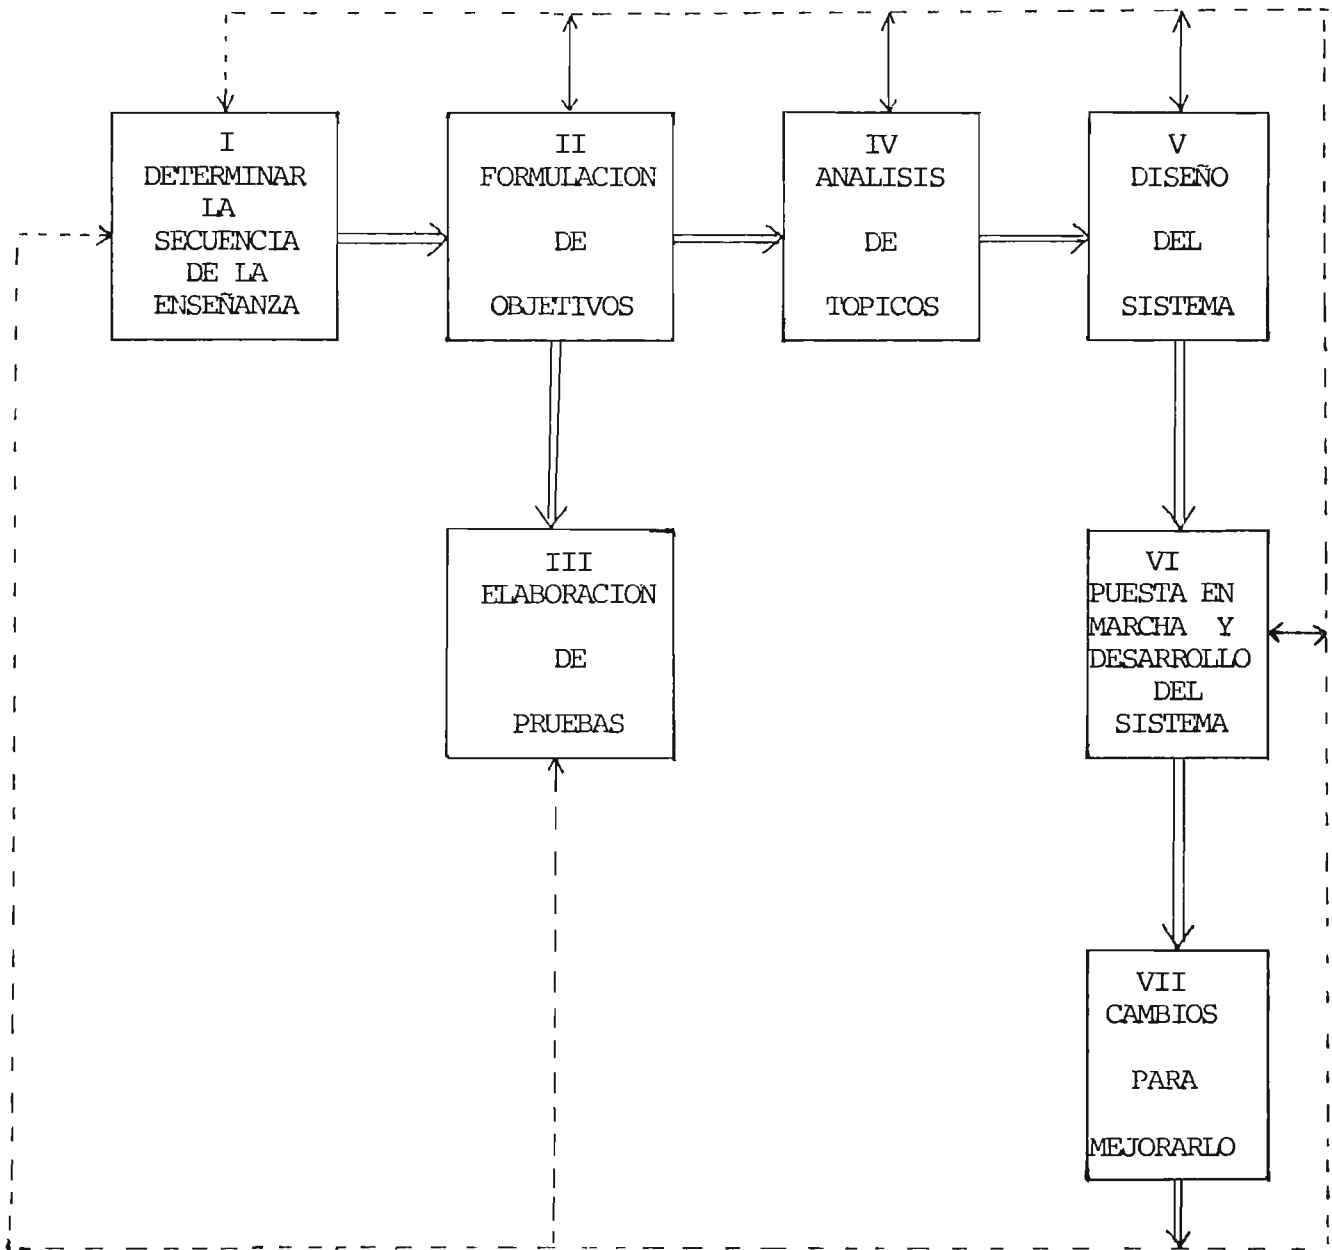 I
DETERMINAR
LA
SECUENCIA
DE LA
ENSEÑANZA
II
FORMULACION
DE
OBJETIVOS
IV
ANALISIS
DE
TOPICOS
V
DISEÑO
DEL
SISTEMA
III
ELABORACION
DE
PRUEBAS
VI
PUESTA EN
MARCHA Y
DESARROLLO
DEL
SISTEMA
VII
CAMBIOS
PARA
MEJORARLO